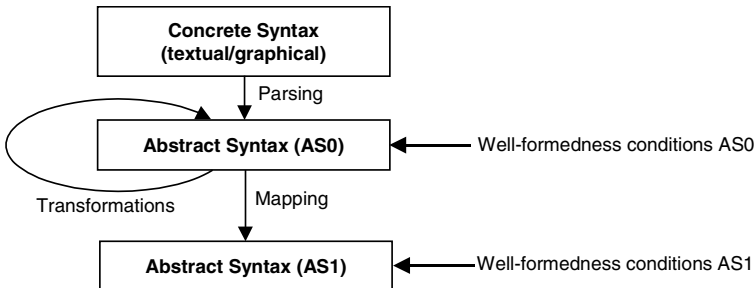 Concrete Syntax
(textual/graphical)
Parsing
Abstract Syntax (AS0)
Well-formedness conditions AS0
Transformations
Mapping
Abstract Syntax (AS1)
Well-formedness conditions AS1